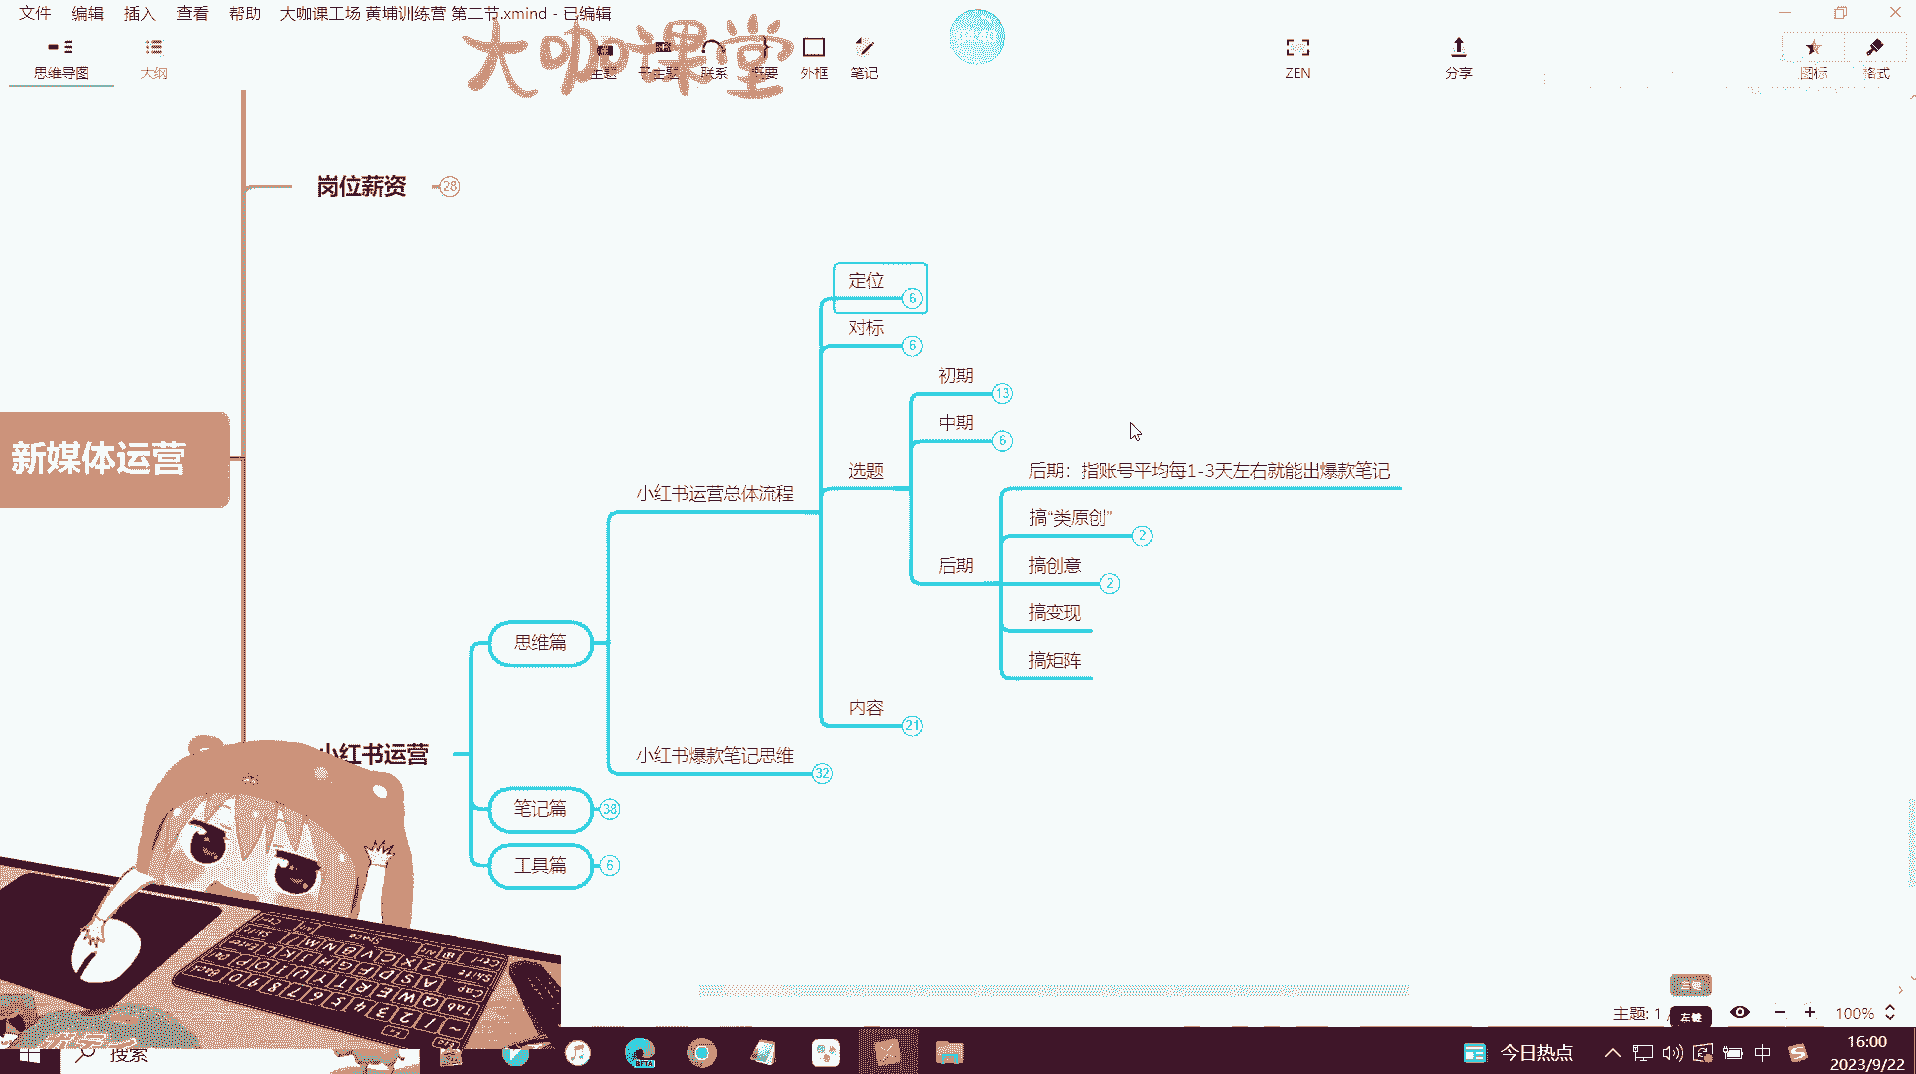 文件 编辑 插入 查看 帮助 大咖课工场 黄埔训练营 第二节.xmind - 已编辑
大咖课堂
思维导图 大纲 主题 子主题 联系 概要 外框 笔记 ZEN 分享 图标 格式
岗位薪资 28
定位 6
对标 6
初期 13
中期 6
选题
后期：指账号平均每1-3天左右就能出爆款笔记
新媒体运营
小红书运营总体流程
搞“类原创” 2
后期
搞创意 2
搞变现
思维篇
搞矩阵
内容 21
小红书运营
小红书爆款笔记思维 32
笔记篇 38
工具篇 6
主题: 1
左键
100%
搜索
BETA
今日热点
中
16:00
2023/9/22